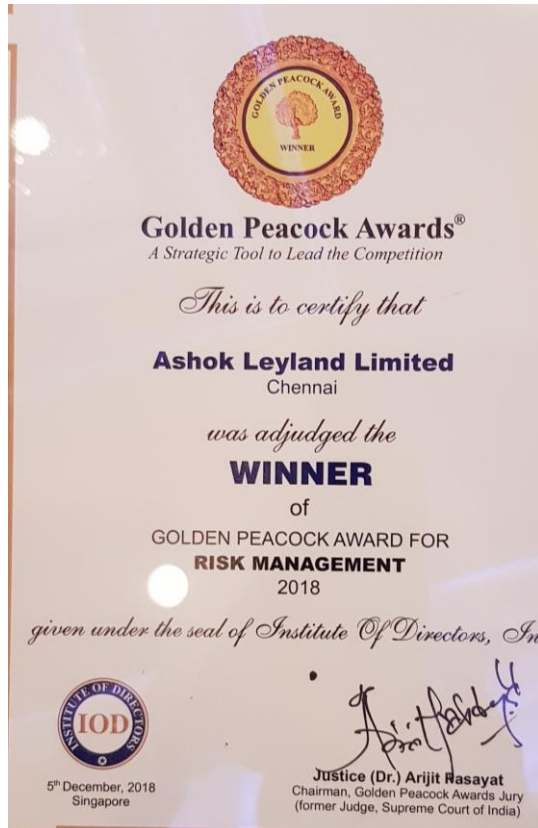 GOLDEN PEACOCK AWARD
WINNER
Golden Peacock Awards®
A Strategic Tool to Lead the Competition
This is to certify that
Ashok Leyland Limited
Chennai
was adjudged the
WINNER
of
GOLDEN PEACOCK AWARD FOR
RISK MANAGEMENT
2018
given under the seal of Institute Of Directors, In
INSTITUTE OF DIRECTORS
IOD
5th December, 2018
Singapore
Justice (Dr.) Arijit Pasayat
Chairman, Golden Peacock Awards Jury
(former Judge, Supreme Court of India)